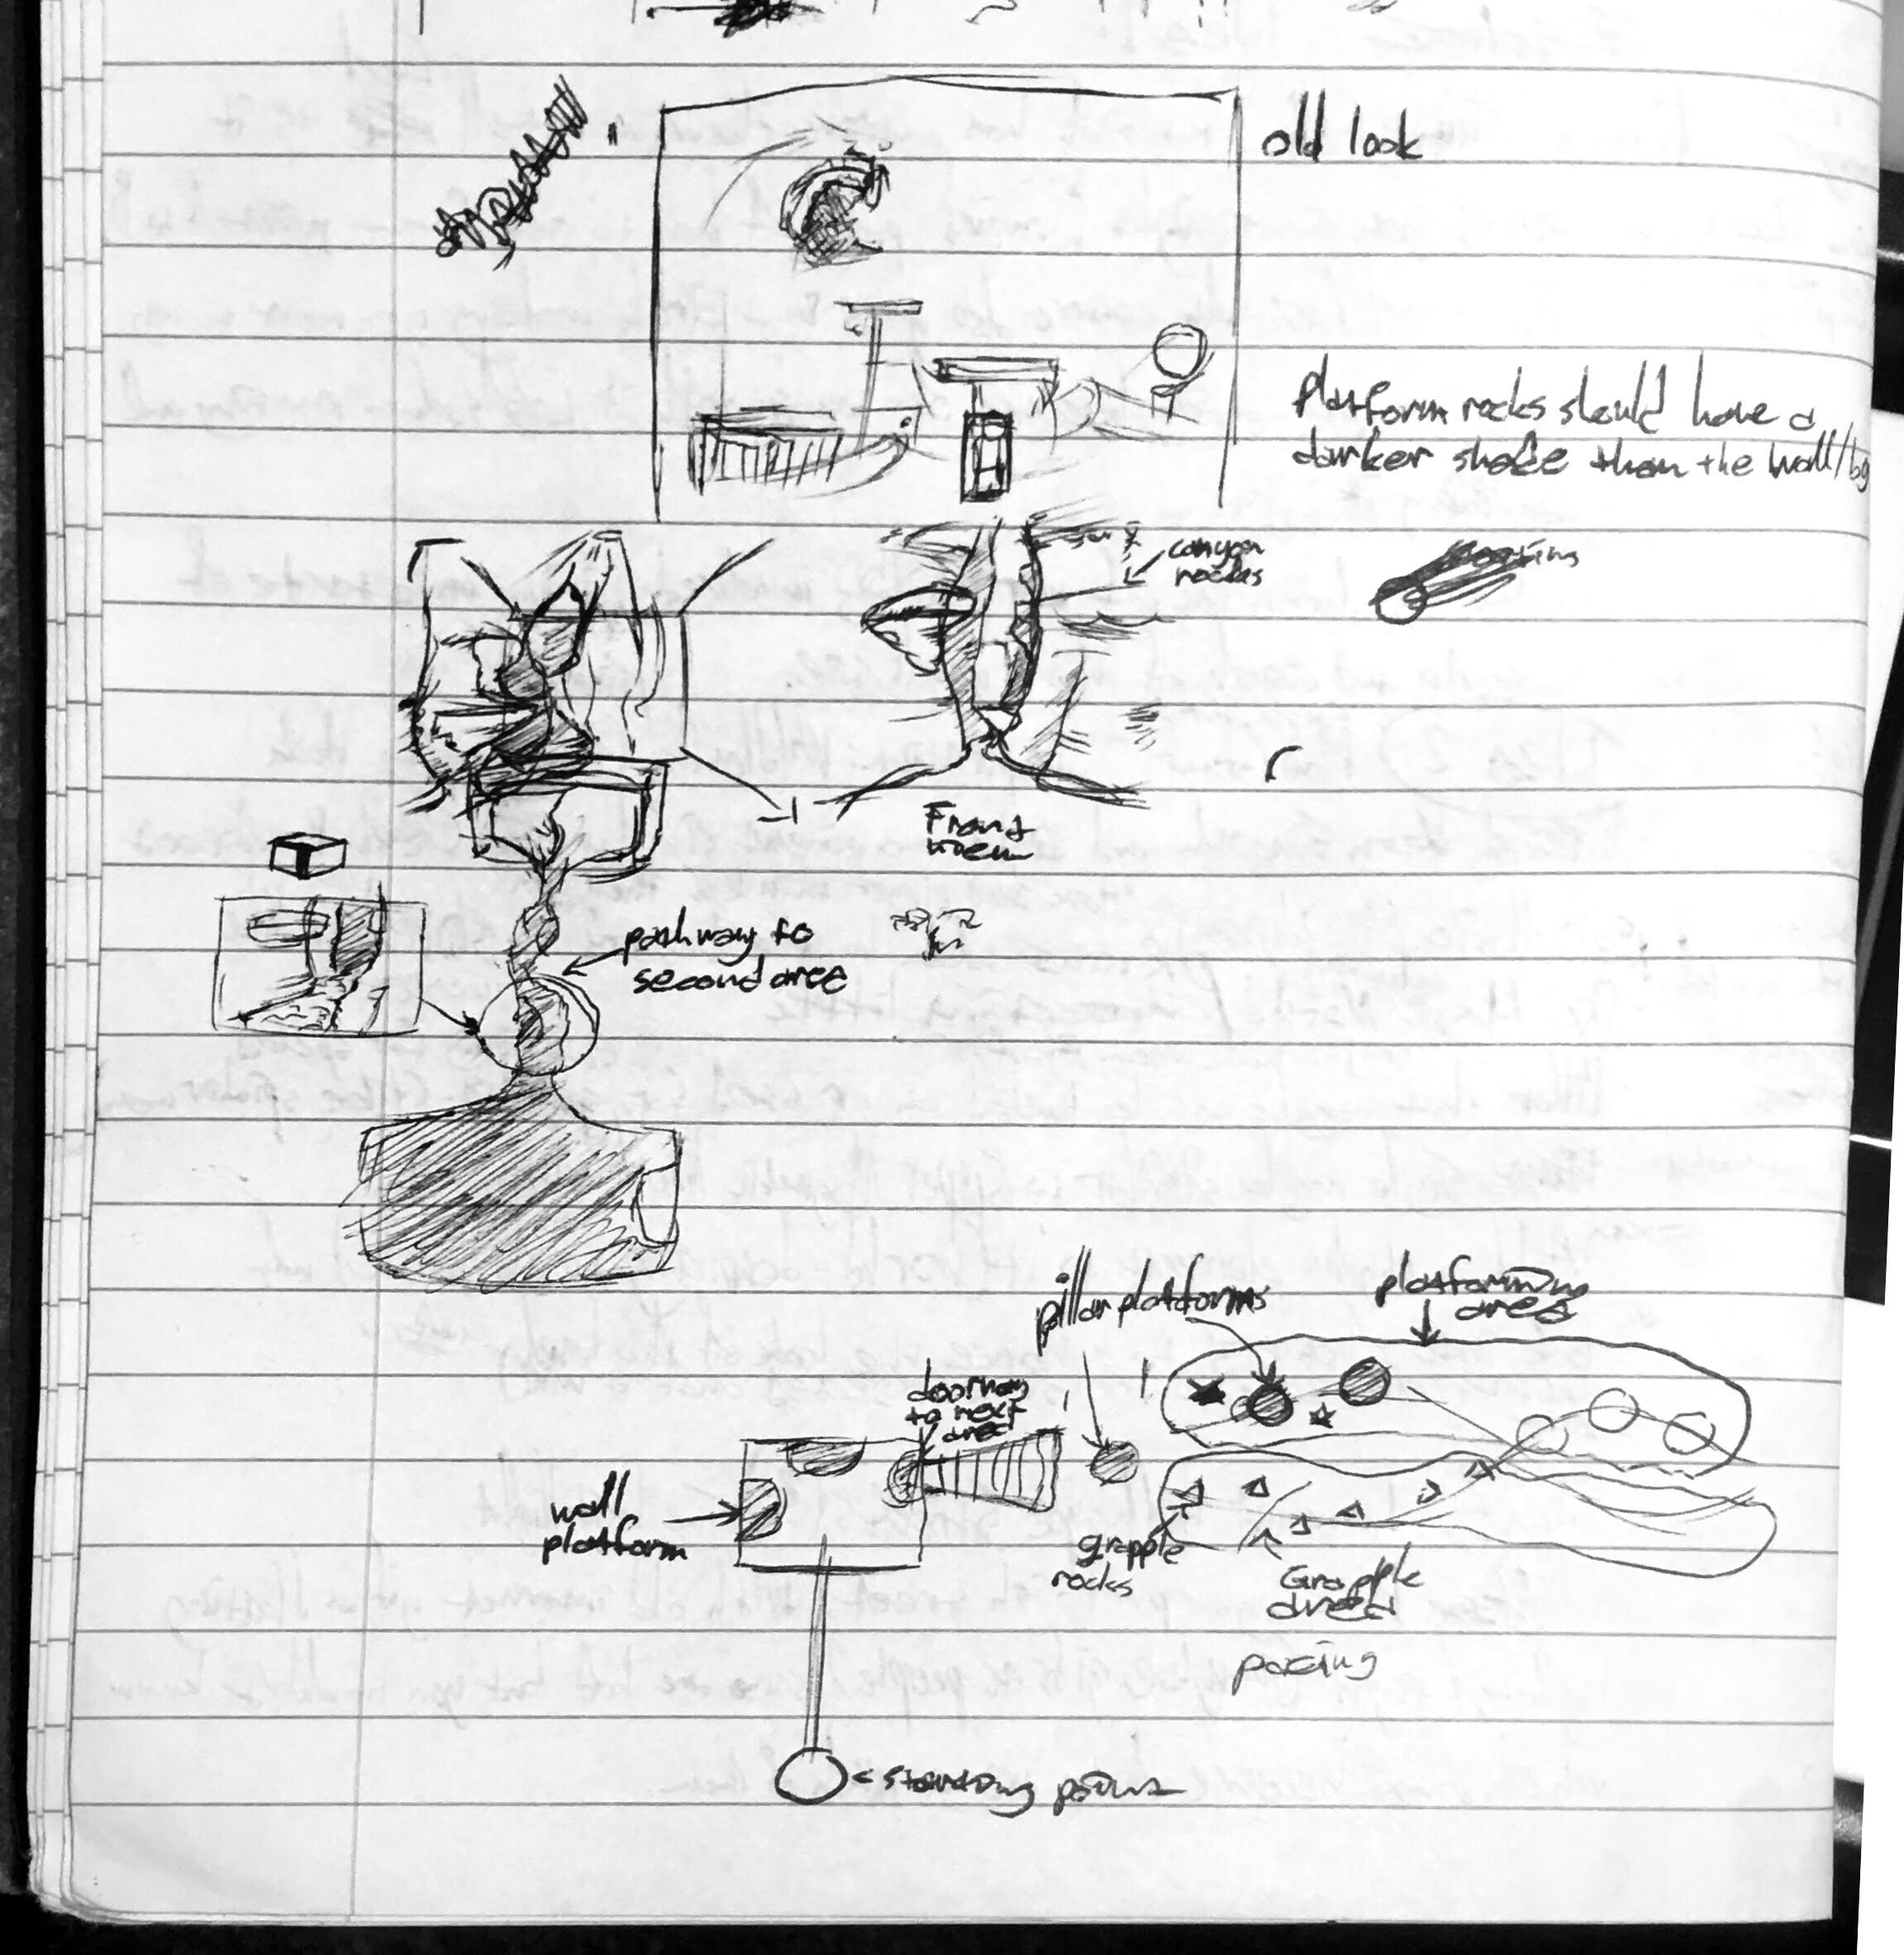 old look
platform rocks should have a
darker shade than the wall/bg
canyon
rocks
Front
view
pathway to
second area
pillar platforms
platforming
area
doorway
to next
area
wall
platform
grapple
rocks
Grapple
area
pacing
standing point